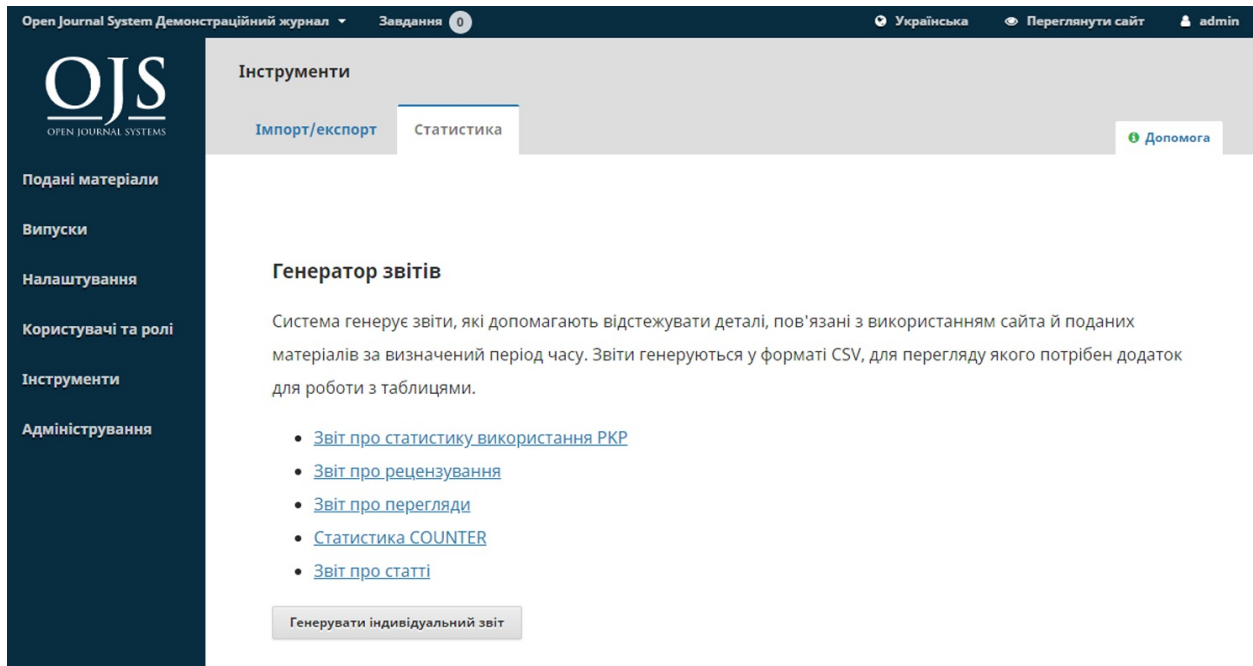 Open Journal System Демонстраційний журнал Завдання 0 Українська Переглянути сайт admin
OJS
OPEN JOURNAL SYSTEMS
Подані матеріали
Випуски
Налаштування
Користувачі та ролі
Інструменти
Адміністрування
Інструменти
Імпорт/експорт Статистика
Допомога
Генератор звітів
Система генерує звіти, які допомагають відстежувати деталі, пов'язані з використанням сайта й поданих
матеріалів за визначений період часу. Звіти генеруються у форматі CSV, для перегляду якого потрібен додаток
для роботи з таблицями.
Звіт про статистику використання PKP
Звіт про рецензування
Звіт про перегляди
Статистика COUNTER
Звіт про статті
Генерувати індивідуальний звіт